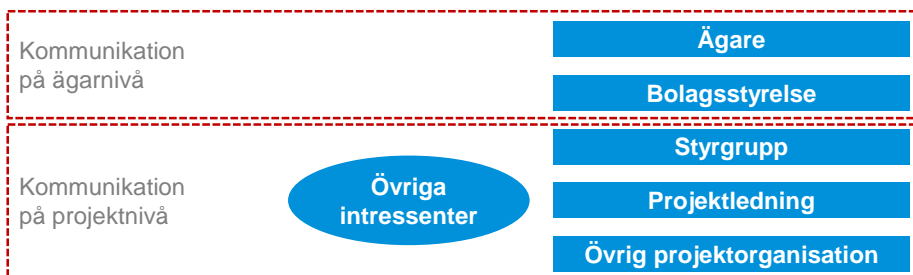 Kommunikation
på ägarnivå
Ägare
Bolagsstyrelse
Kommunikation
på projektnivå
Övriga
intressenter
Styrgrupp
Projektledning
Övrig projektorganisation